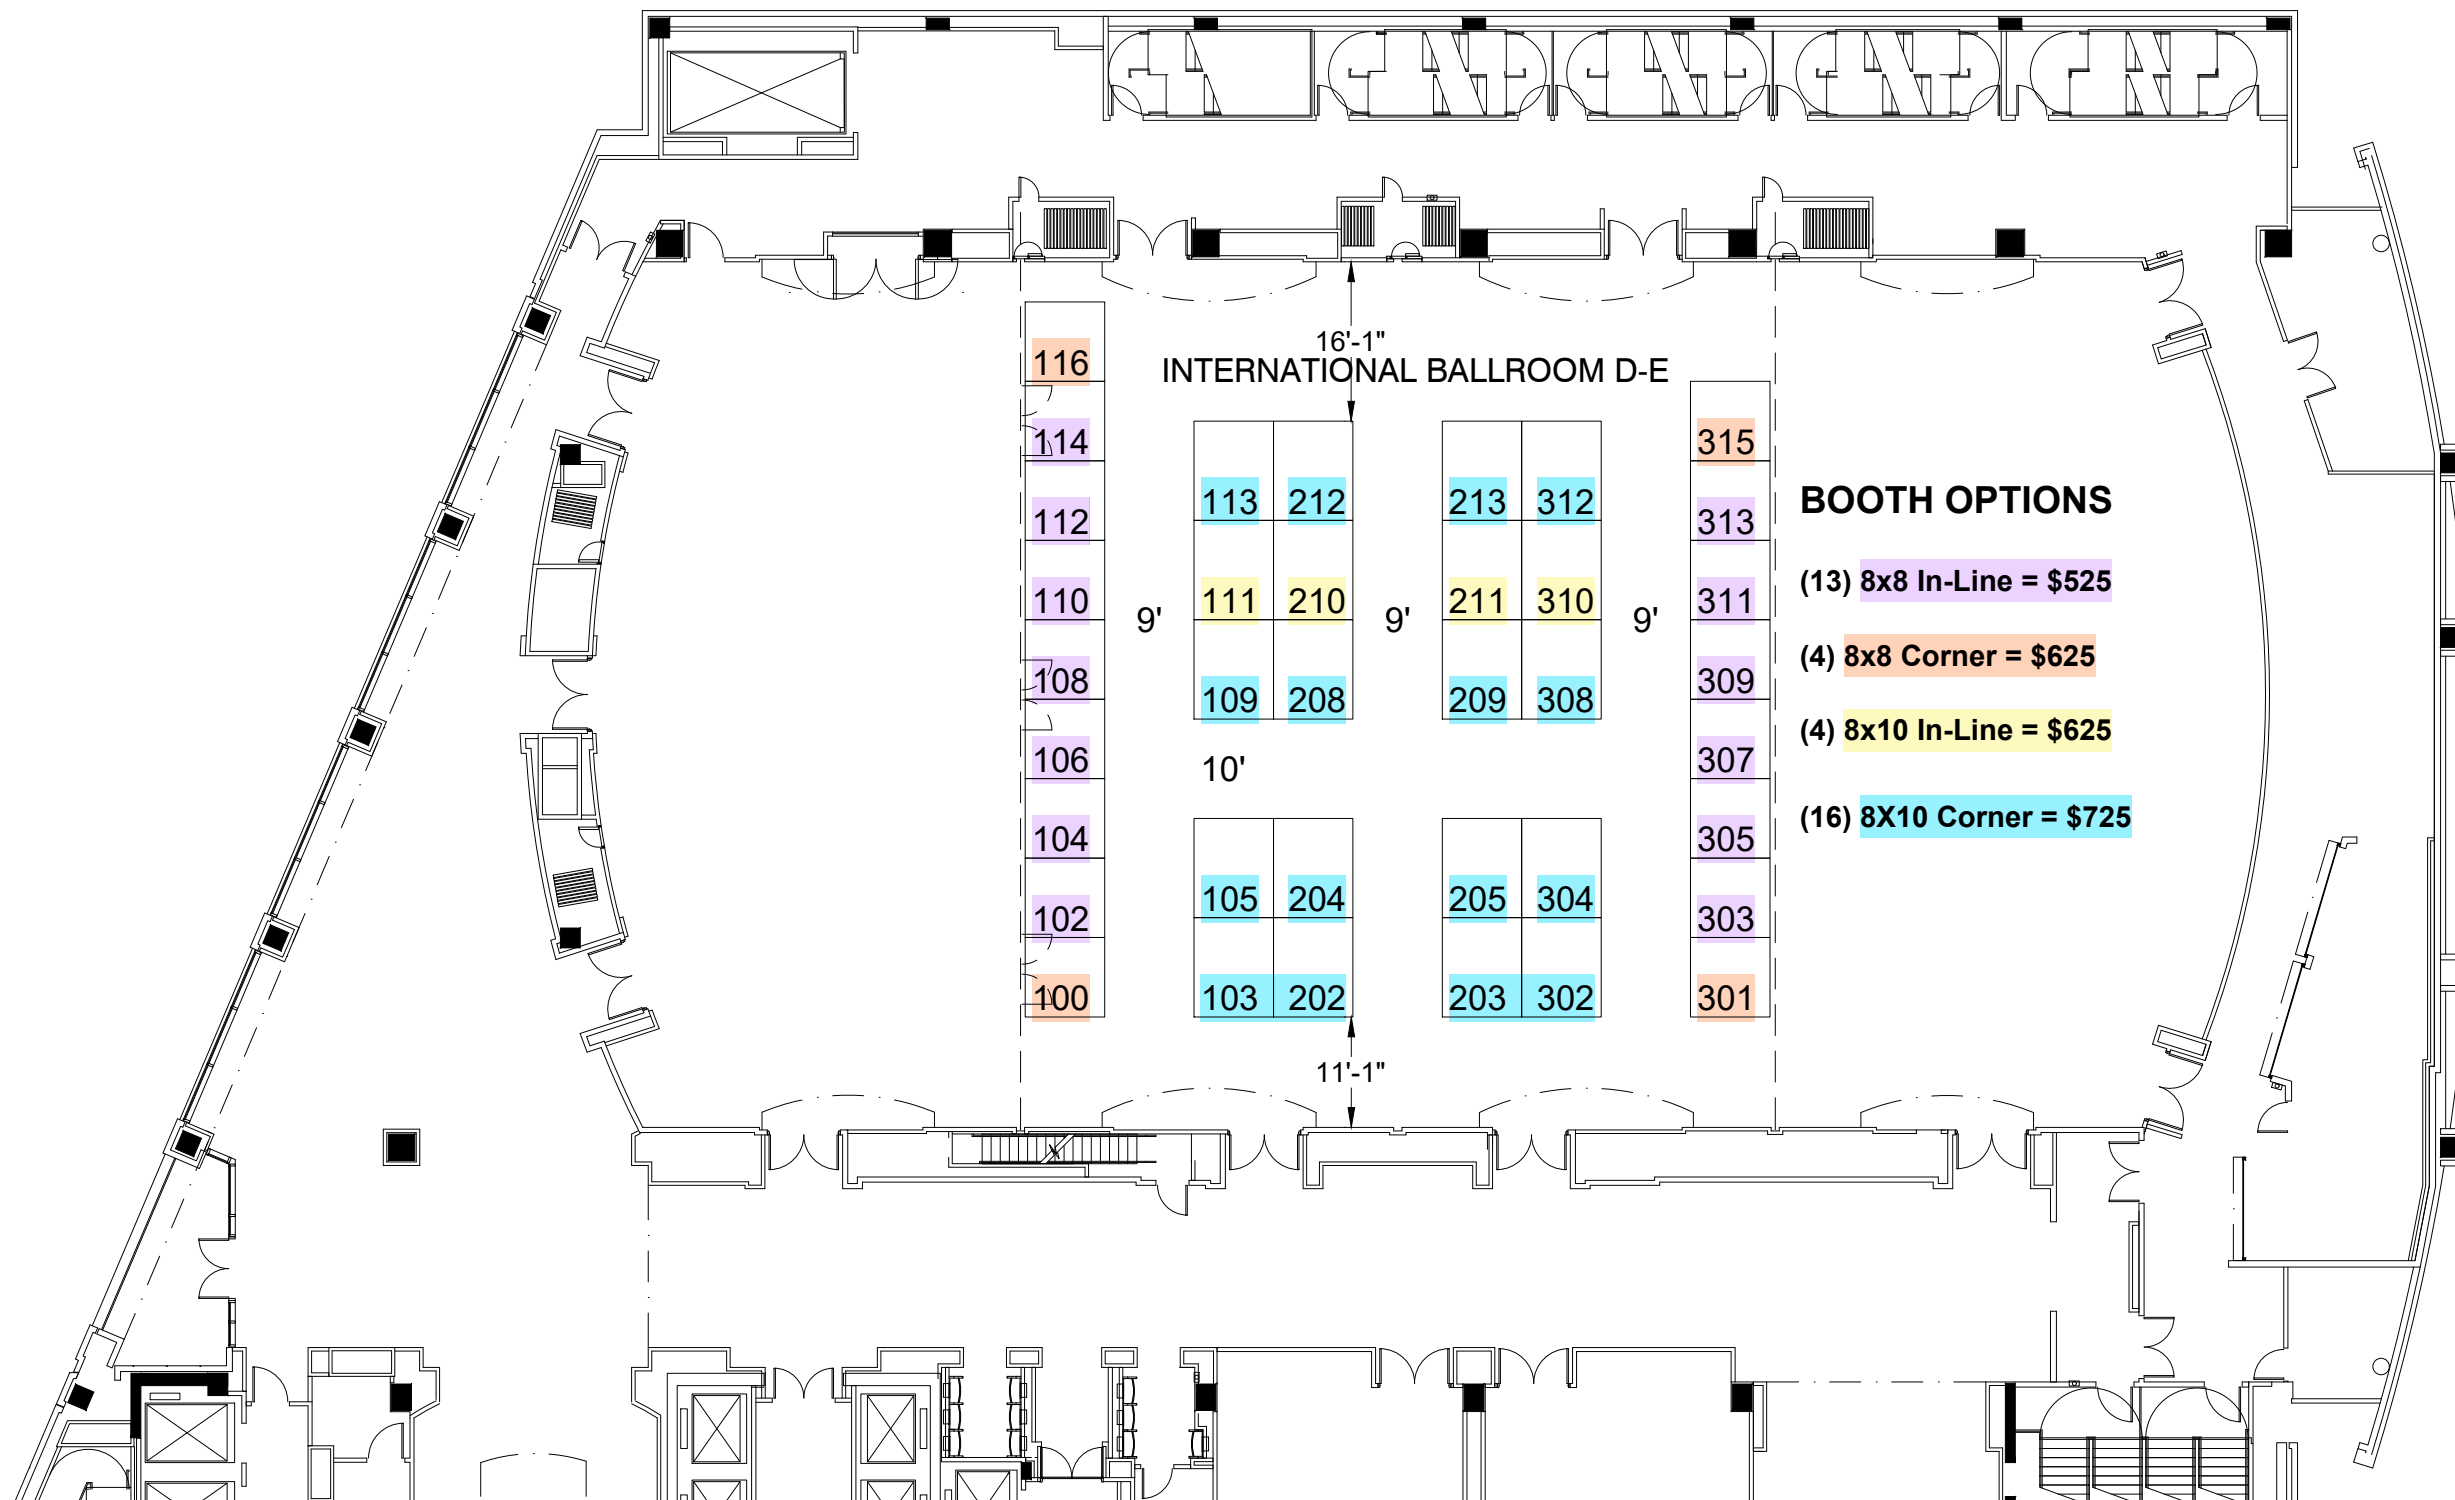 16'-1"
INTERNATIONAL BALLROOM D-E
116
114 315
113 212 213 312 BOOTH OPTIONS
112 313
(13) 8x8 In-Line = $525
110 111 210 211 310 311
9' 9' 9'
(4) 8x8 Corner = $625
108 309
109 208 209 308
(4) 8x10 In-Line = $625
106 307
10'
(16) 8X10 Corner = $725
104 305
105 204 205 304
102 303
100 103 202 203 302 301
11'-1"